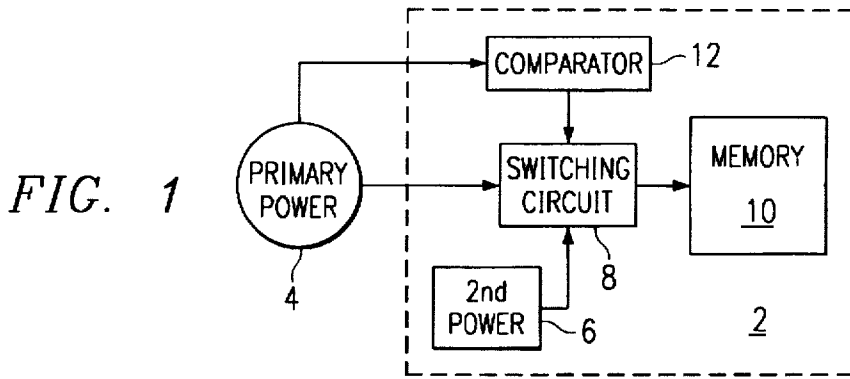 COMPARATOR
12
FIG. 1
PRIMARY
POWER
4
SWITCHING
CIRCUIT
8
MEMORY
10
2nd
POWER
6
2